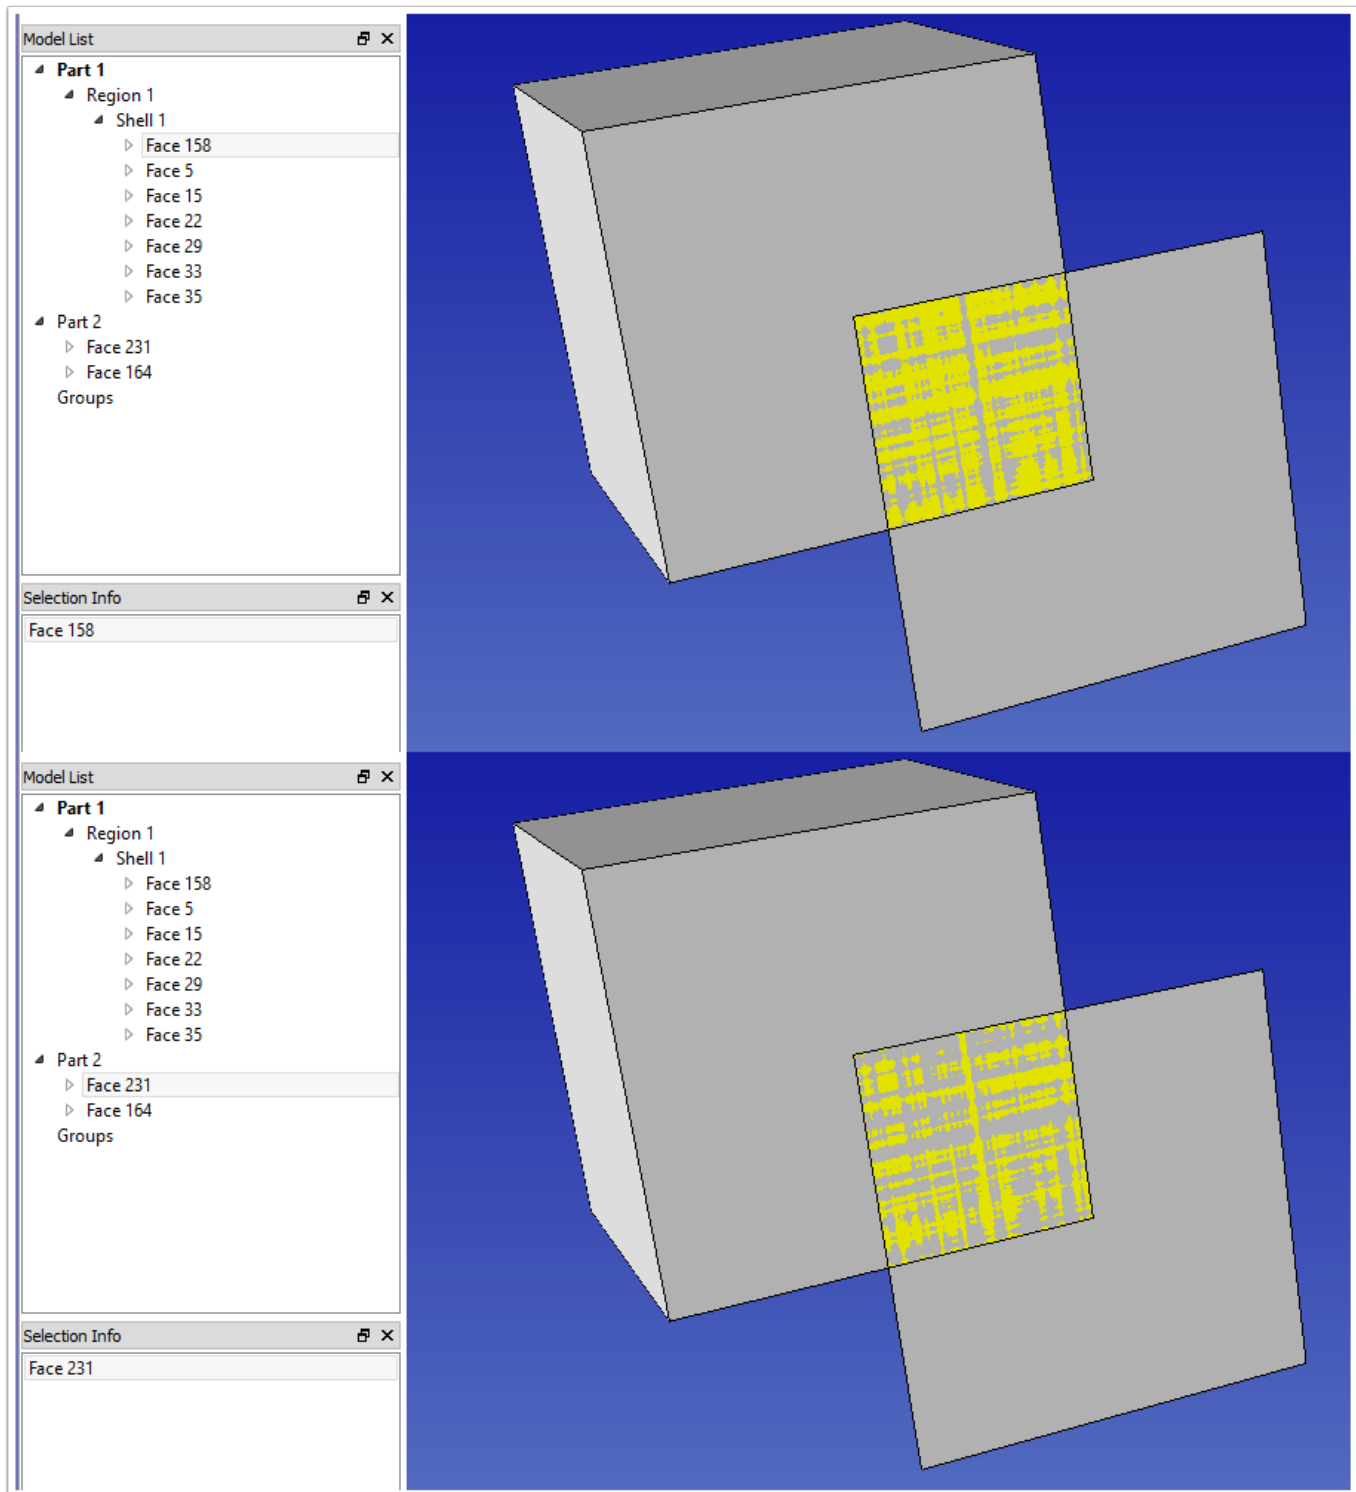 Model List
Part 1
Region 1
Shell 1
Face 158
Face 5
Face 15
Face 22
Face 29
Face 33
Face 35
Part 2
Face 231
Face 164
Groups
Selection Info
Face 158
Model List
Part 1
Region 1
Shell 1
Face 158
Face 5
Face 15
Face 22
Face 29
Face 33
Face 35
Part 2
Face 231
Face 164
Groups
Selection Info
Face 231